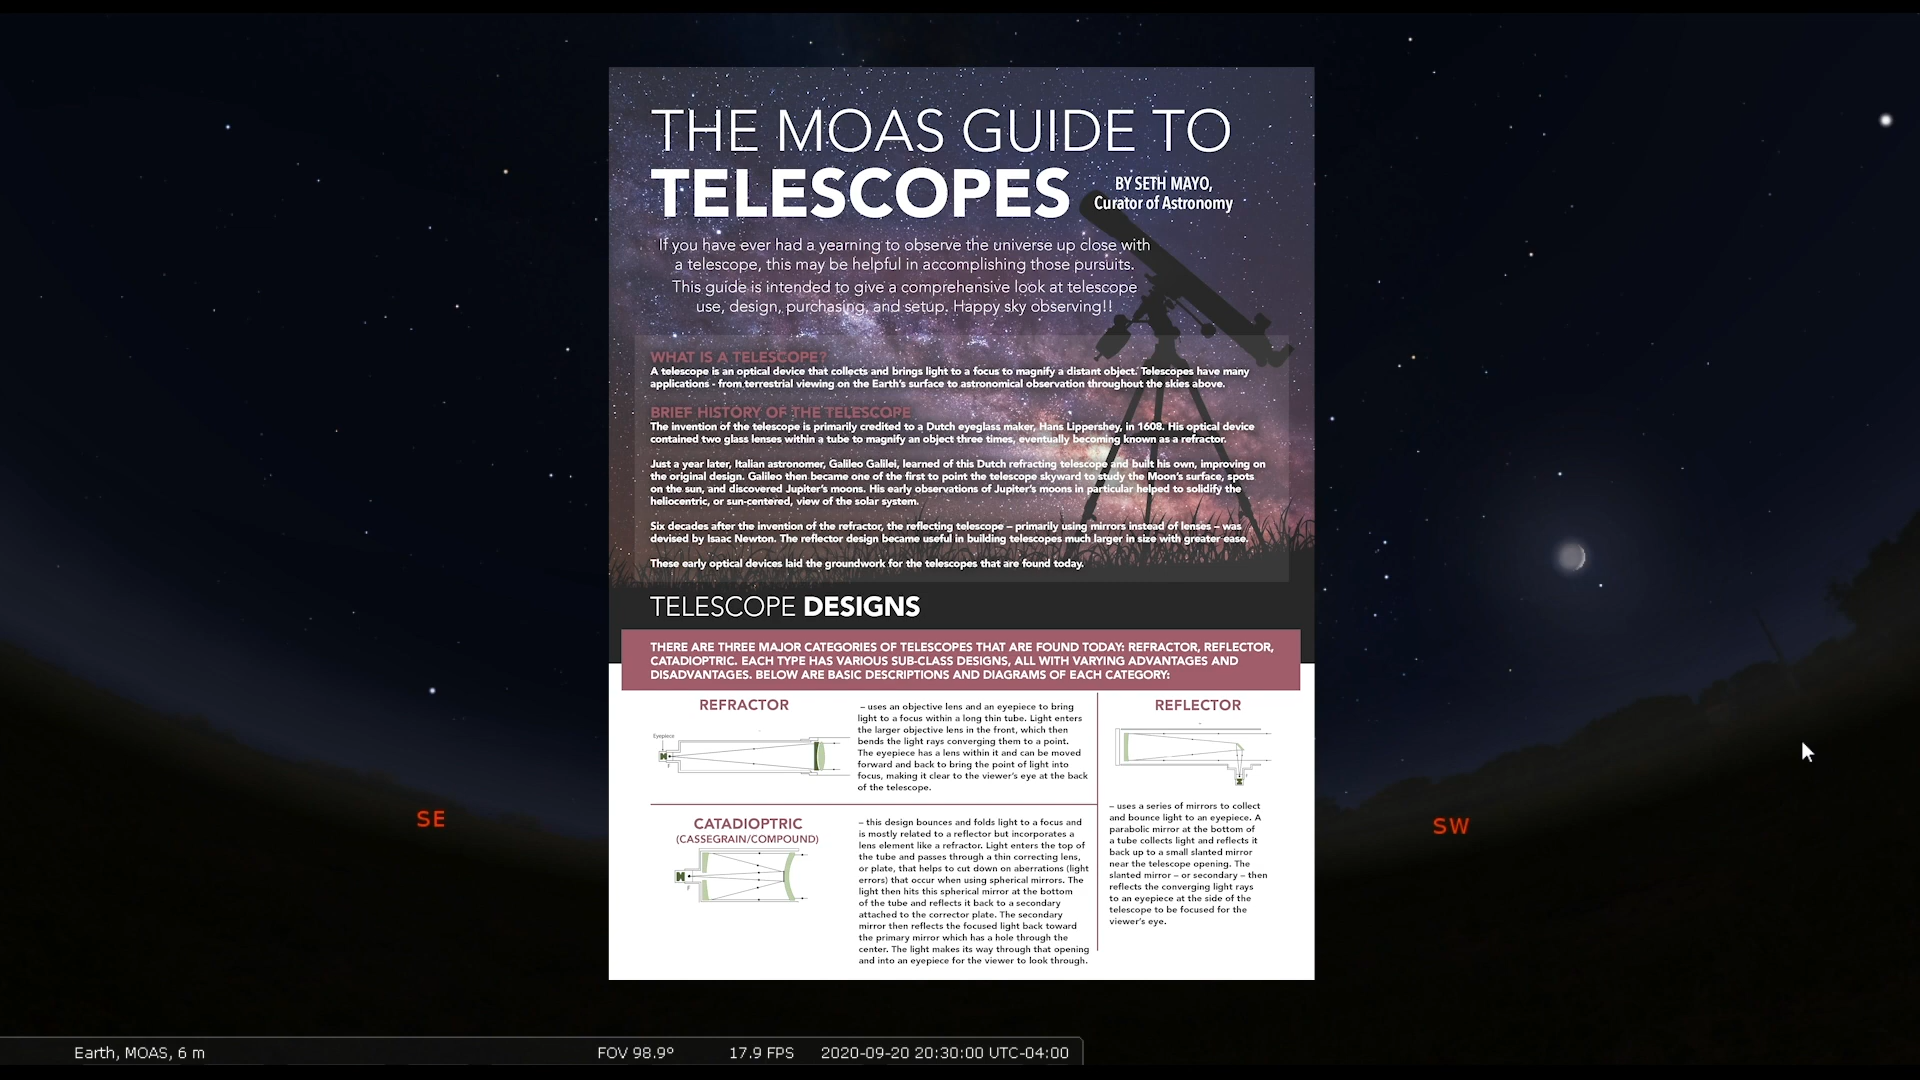 THE MOAS GUIDE TO
TELESCOPES
BY SETH MAYO,
Curator of Astronomy
If you have ever had a yearning to observe the universe up close with
a telescope, this may be helpful in accomplishing those pursuits.
This guide is intended to give a comprehensive look at telescope
use, design, purchasing, and setup. Happy sky observing!!
WHAT IS A TELESCOPE?
A telescope is an optical device that collects and brings light to a focus to magnify a distant object. Telescopes have many
applications - from terrestrial viewing on the Earth's surface to astronomical observation throughout the skies above.
BRIEF HISTORY OF THE TELESCOPE
The invention of the telescope is primarily credited to a Dutch eyeglass maker, Hans Lippershey, in 1608. His optical device
contained two glass lenses within a tube to magnify an object three times, eventually becoming known as a refractor.
Just a year later, Italian astronomer, Galileo Galilei, learned of this Dutch refracting telescope and built his own, improving on
the original design. Galileo then became one of the first to point the telescope skyward to study the Moon's surface, spots
on the sun, and discovered Jupiter's moons. His early observations of Jupiter's moons in particular helped to solidify the
heliocentric, or sun-centered, view of the solar system.
Six decades after the invention of the refractor, the reflecting telescope – primarily using mirrors instead of lenses – was
devised by Isaac Newton. The reflector design became useful in building telescopes much larger in size with greater ease.
These early optical devices laid the groundwork for the telescopes that are found today.
TELESCOPE DESIGNS
THERE ARE THREE MAJOR CATEGORIES OF TELESCOPES THAT ARE FOUND TODAY: REFRACTOR, REFLECTOR,
CATADIOPTRIC. EACH TYPE HAS VARIOUS SUB-CLASS DESIGNS, ALL WITH VARYING ADVANTAGES AND
DISADVANTAGES. BELOW ARE BASIC DESCRIPTIONS AND DIAGRAMS OF EACH CATEGORY:
REFRACTOR
Eyepiece
F
– uses an objective lens and an eyepiece to bring
light to a focus within a long thin tube. Light enters
the larger objective lens in the front, which then
bends the light rays converging them to a point.
The eyepiece has a lens within it and can be moved
forward and back to bring the point of light into
focus, making it clear to the viewer's eye at the back
of the telescope.
CATADIOPTRIC
(CASSEGRAIN/COMPOUND)
F
– this design bounces and folds light to a focus and
is mostly related to a reflector but incorporates a
lens element like a refractor. Light enters the top of
the tube and passes through a thin correcting lens,
or plate, that helps to cut down on aberrations (light
errors) that occur when using spherical mirrors. The
light then hits this spherical mirror at the bottom
of the tube and reflects it back to a secondary
attached to the corrector plate. The secondary
mirror then reflects the focused light back toward
the primary mirror which has a hole through the
center. The light makes its way through that opening
and into an eyepiece for the viewer to look through.
REFLECTOR
F
– uses a series of mirrors to collect
and bounce light to an eyepiece. A
parabolic mirror at the bottom of
a tube collects light and reflects it
back up to a small slanted mirror
near the telescope opening. The
slanted mirror – or secondary – then
reflects the converging light rays
to an eyepiece at the side of the
telescope to be focused for the
viewer's eye.
SE
SW
Earth, MOAS, 6 m
FOV 98.9°
17.9 FPS
2020-09-20 20:30:00 UTC-04:00